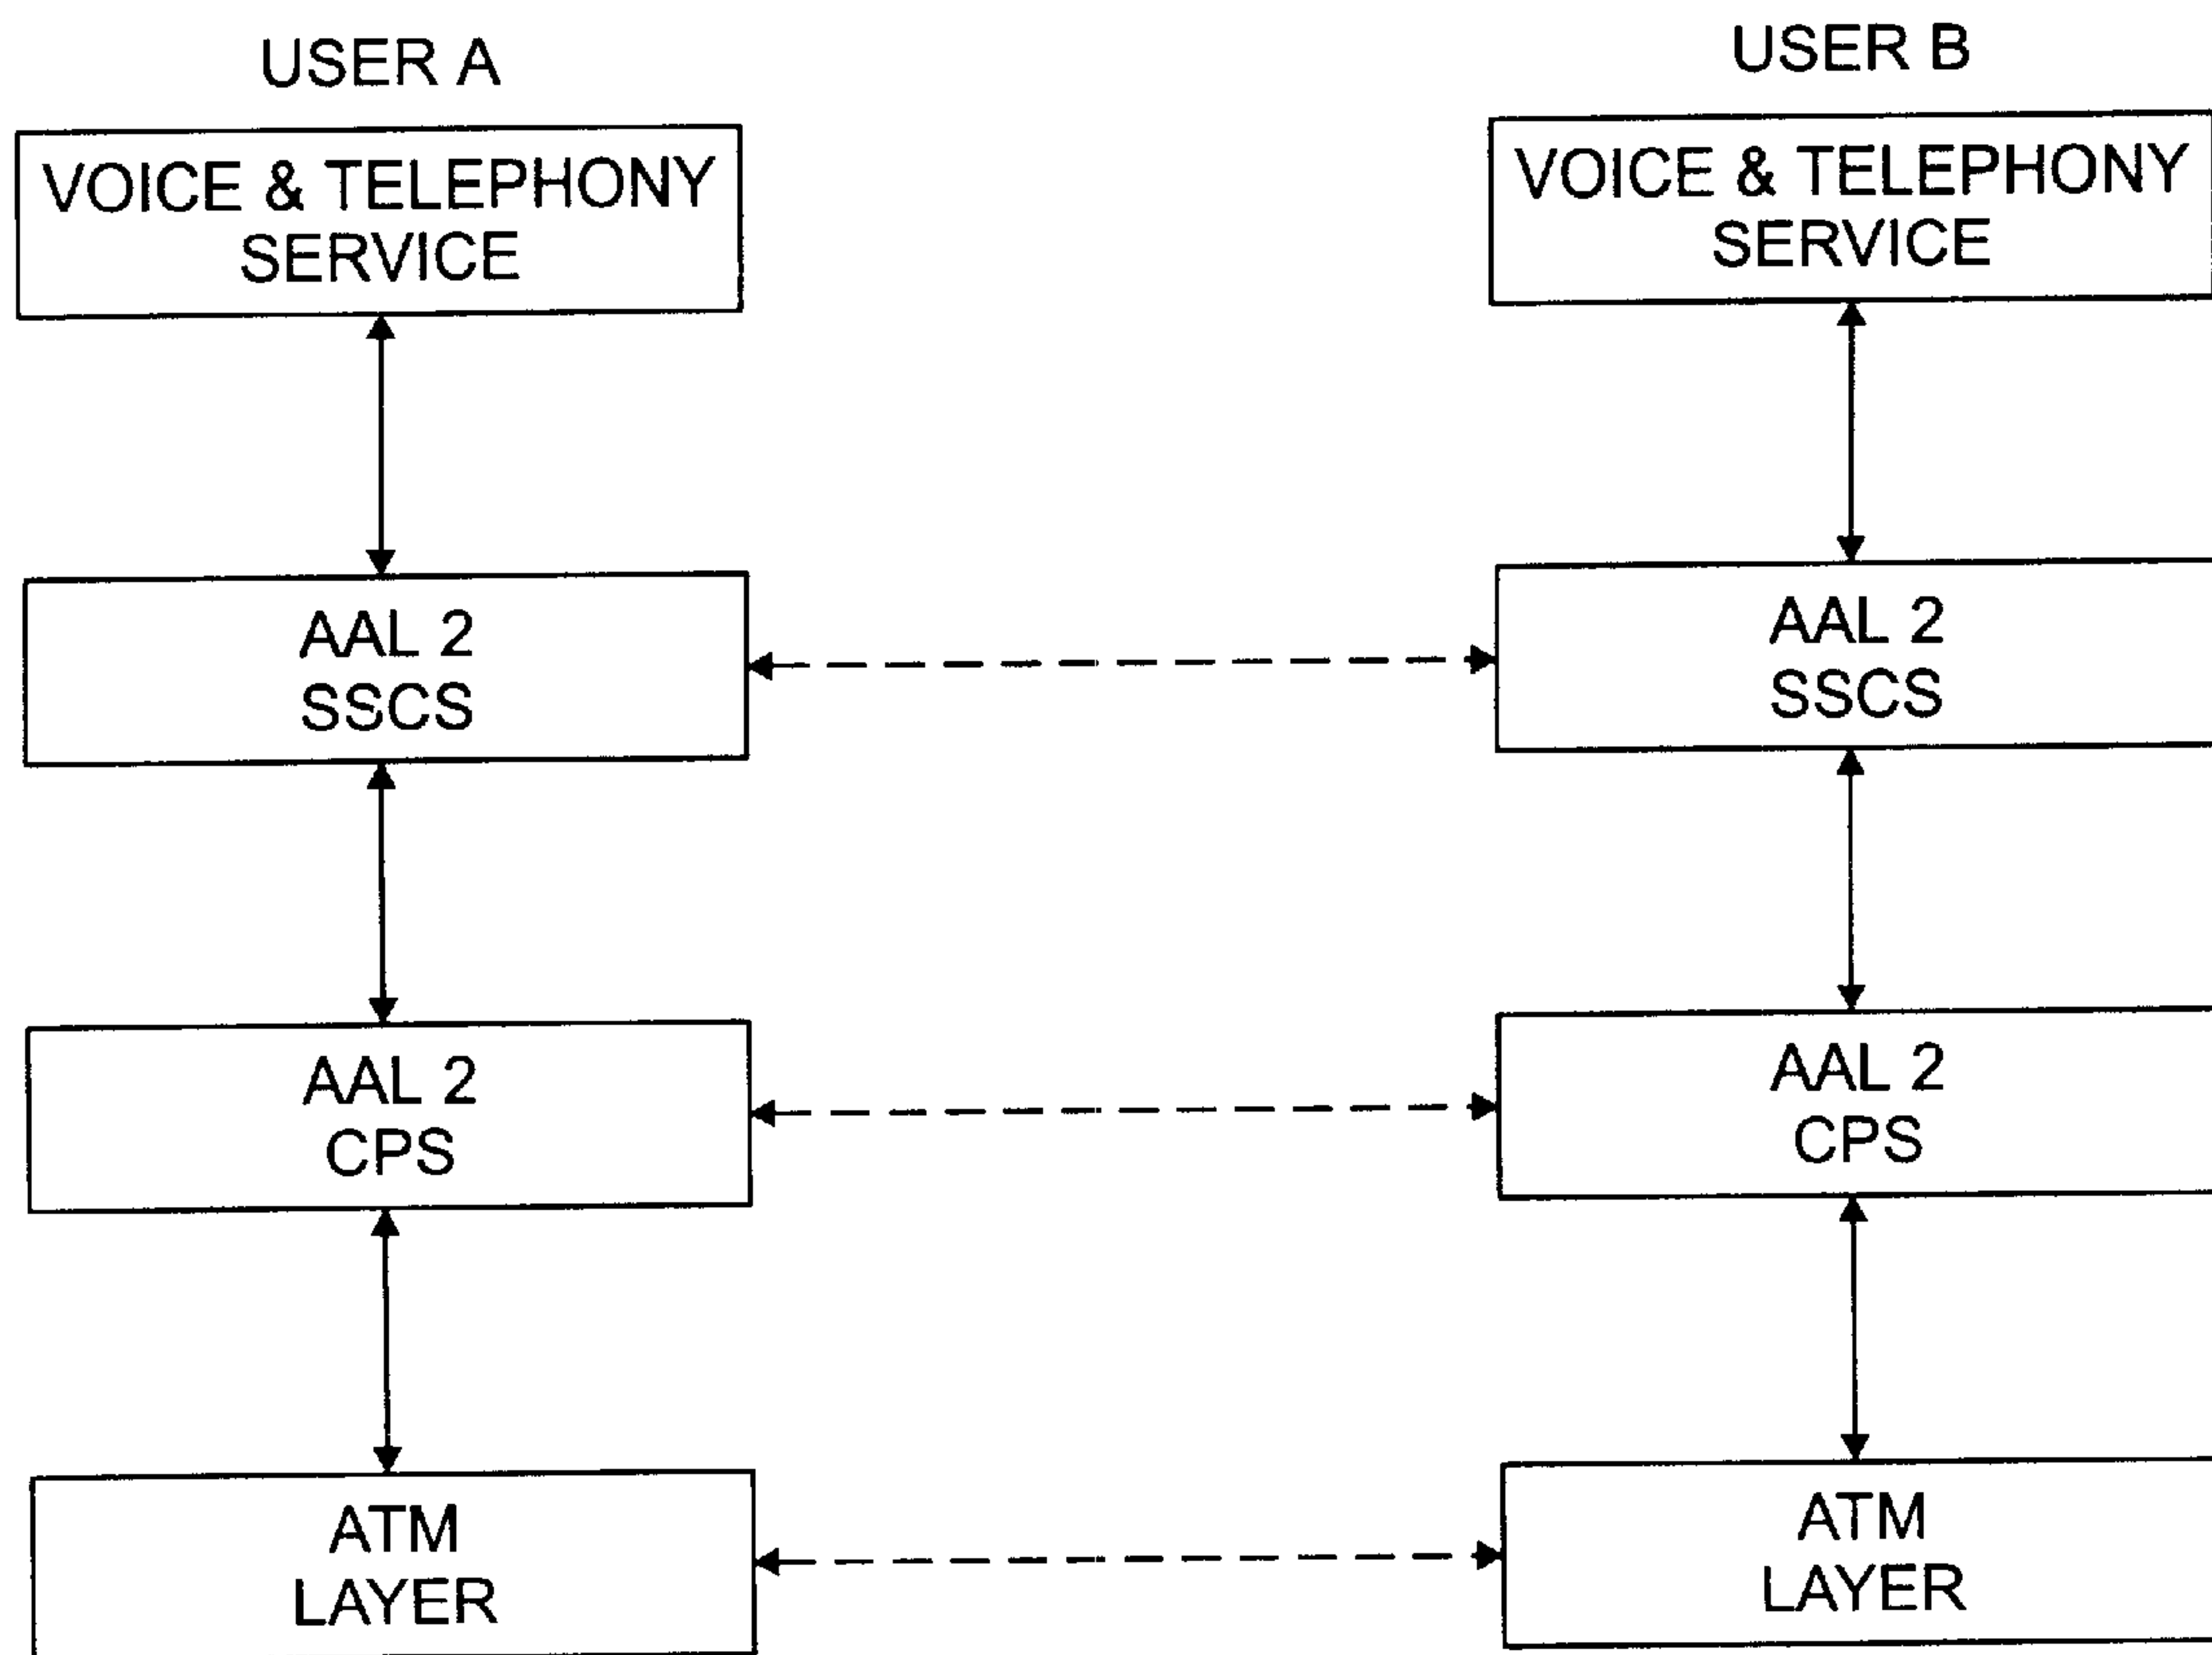 USER A
USER B
VOICE & TELEPHONY
SERVICE
VOICE & TELEPHONY
SERVICE
AAL 2
SSCS
AAL 2
SSCS
AAL 2
CPS
AAL 2
CPS
ATM
LAYER
ATM
LAYER